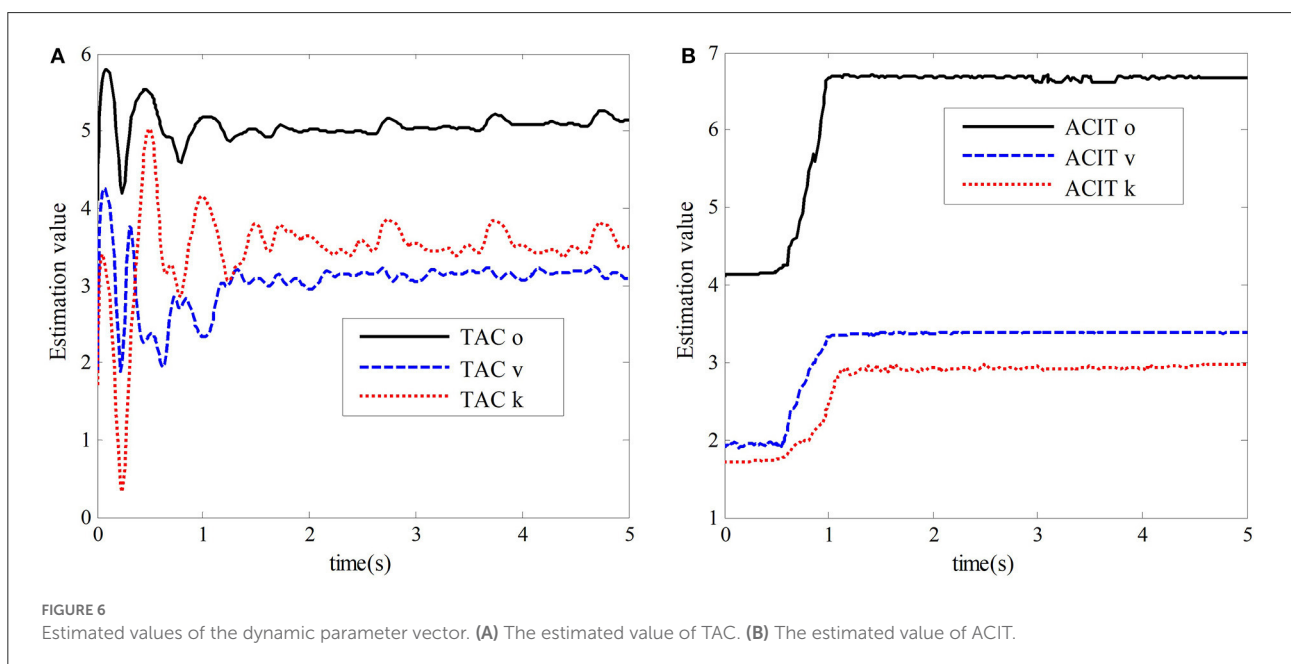 A
6
5
4
3
2
1
0
Estimation value
TAC o
TAC v
TAC k
0 1 2 3 4 5
time(s)
B
7
6
5
4
3
2
1
Estimation value
ACIT o
ACIT v
ACIT k
0 1 2 3 4 5
time(s)
FIGURE 6
Estimated values of the dynamic parameter vector. (A) The estimated value of TAC. (B) The estimated value of ACIT.